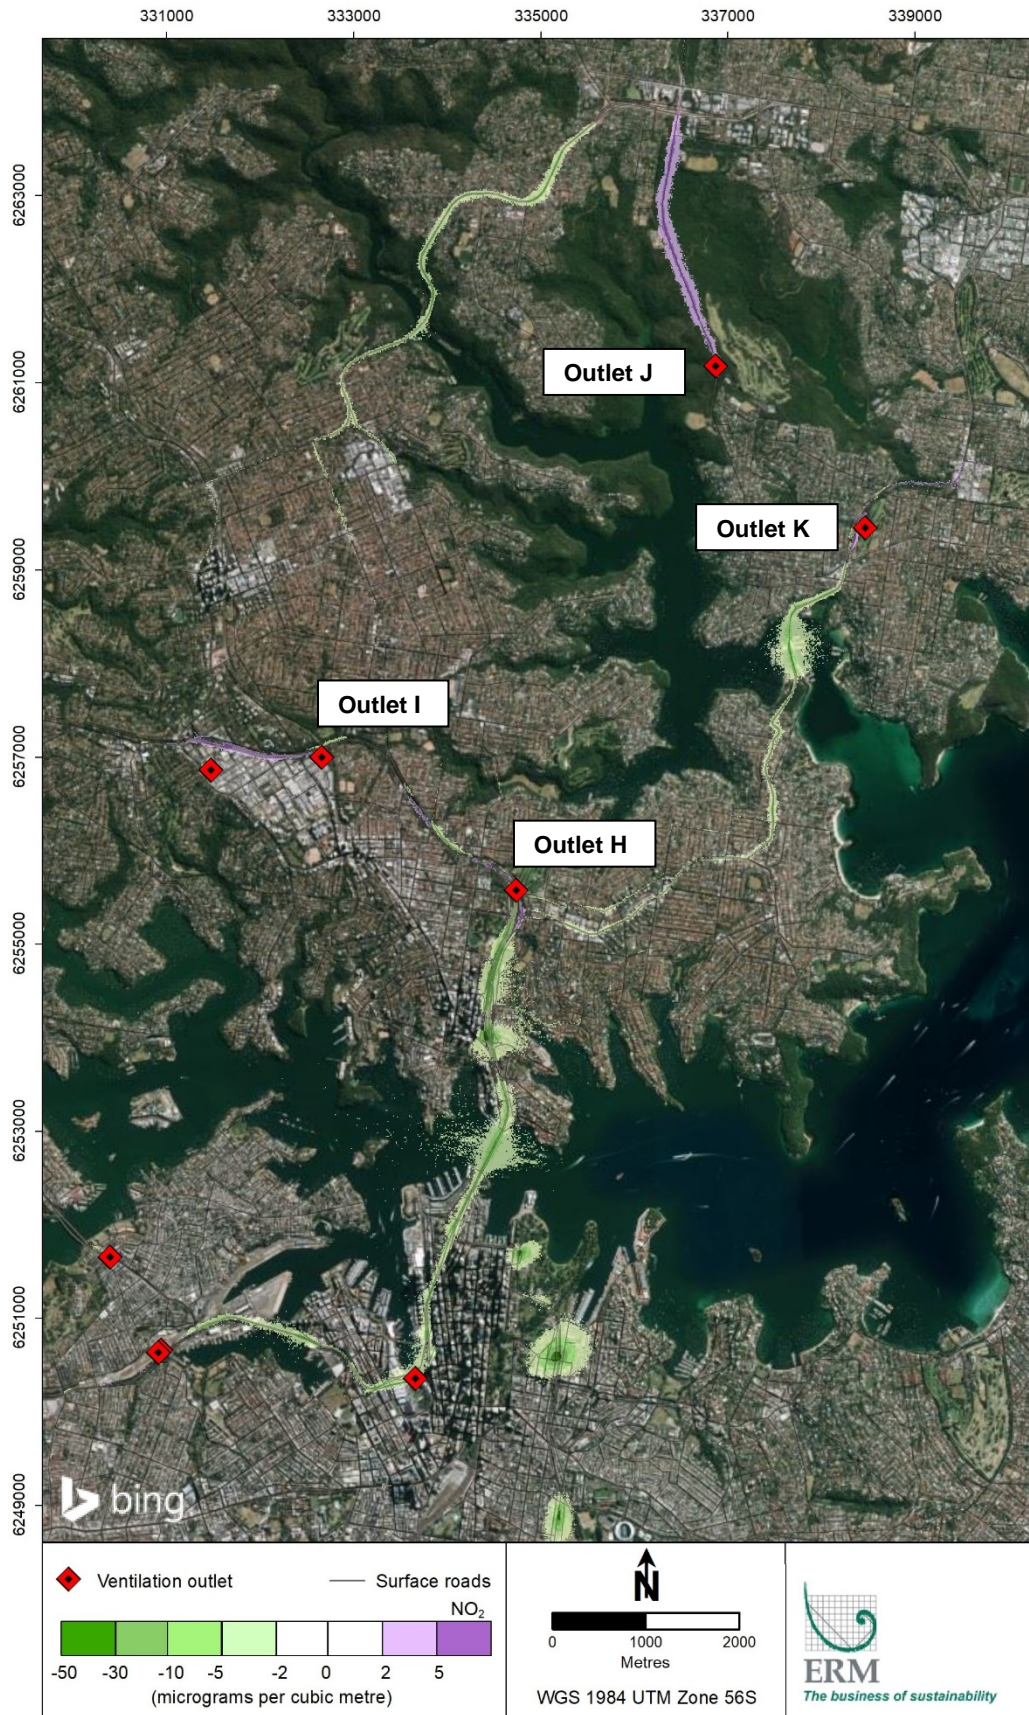 331000 333000 335000 337000 339000
6263000
6261000
6259000
6257000
6255000
6253000
6251000
6249000
Outlet J
Outlet K
Outlet I
Outlet H
bing
Ventilation outlet
Surface roads
NO₂
-50 -30 -10 -5 -2 0 2 5
(micrograms per cubic metre)
N
0 1000 2000
Metres
WGS 1984 UTM Zone 56S
ERM
The business of sustainability